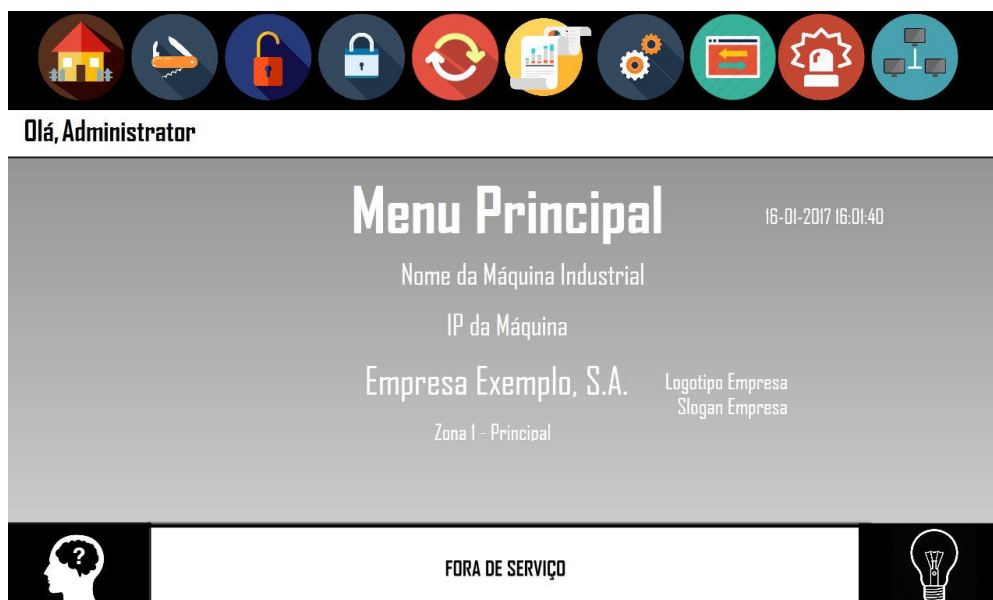 Olá, Administrator
Menu Principal
16-01-2017 16:01:40
Nome da Máquina Industrial
IP da Máquina
Empresa Exemplo, S.A.
Logotipo Empresa
Slogan Empresa
Zona 1 - Principal
?
FORA DE SERVIÇO